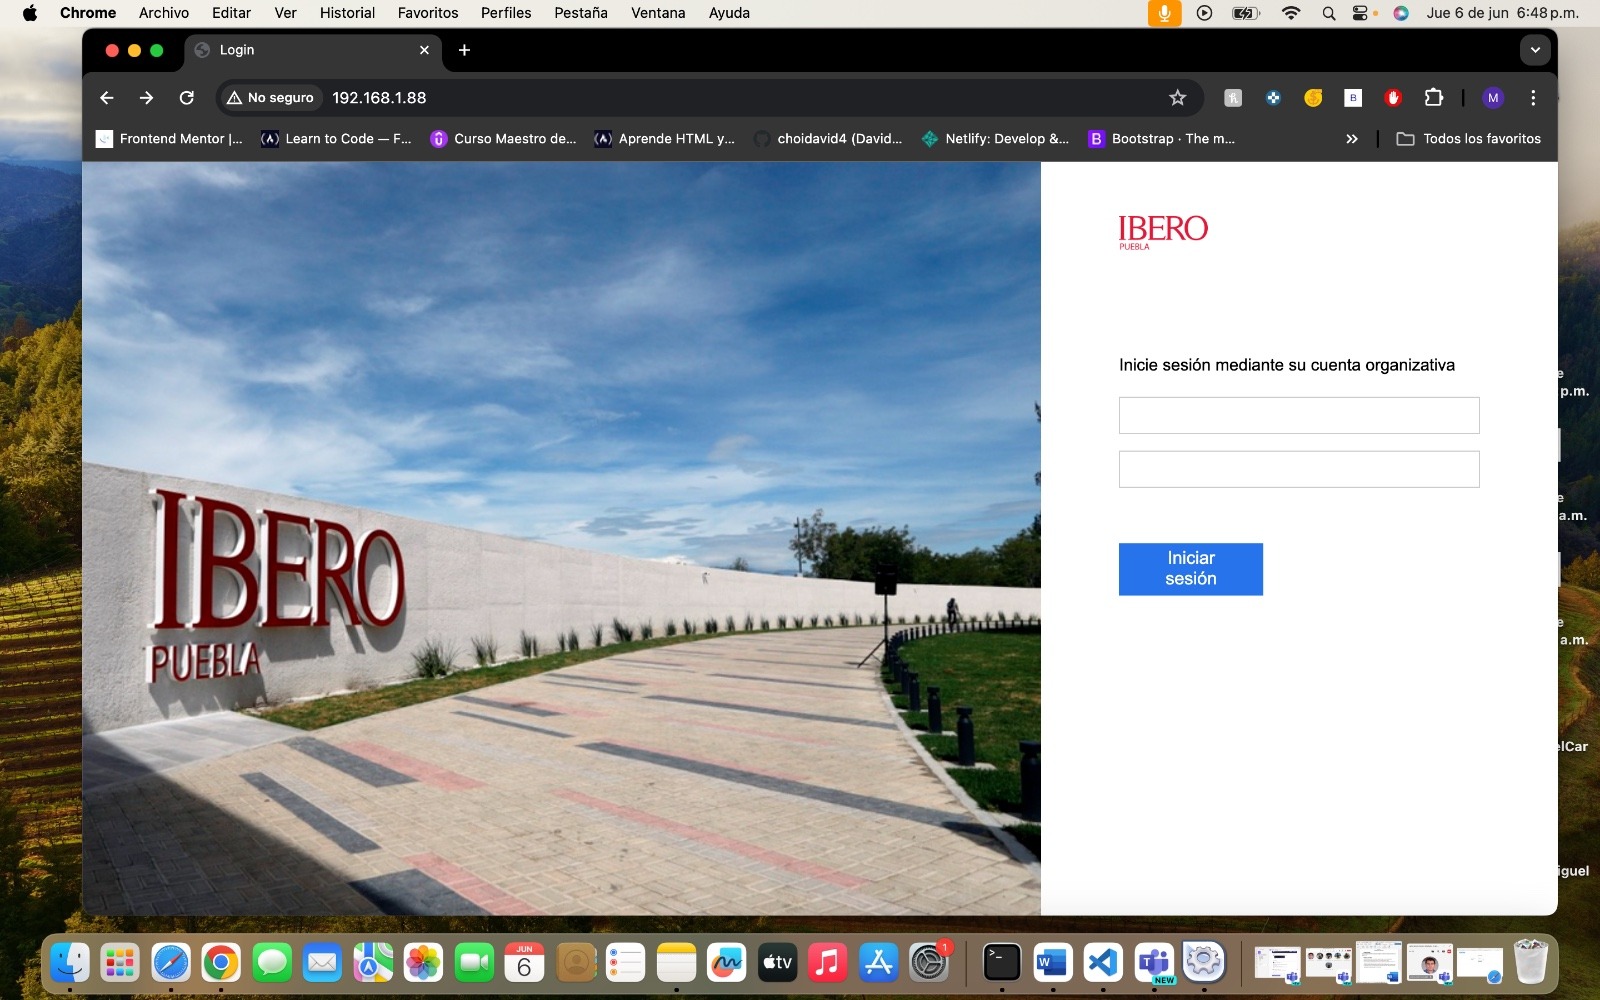 Chrome Archivo Editar Ver Historial Favoritos Perfiles Pestaña Ventana Ayuda
Jue 6 de jun 6:48 p.m.
Login
No seguro 192.168.1.88
M
Frontend Mentor |... Learn to Code — F... Curso Maestro de... Aprende HTML y... choidavid4 (David... Netlify: Develop &... B Bootstrap · The m... Todos los favoritos
IBERO
PUEBLA
Inicie sesión mediante su cuenta organizativa
Iniciar
sesión
IBERO
PUEBLA
e
p.m.
e
a.m.
e
a.m.
elCar
iguel
JUN
6
tv
1
>_
W
T
NEW